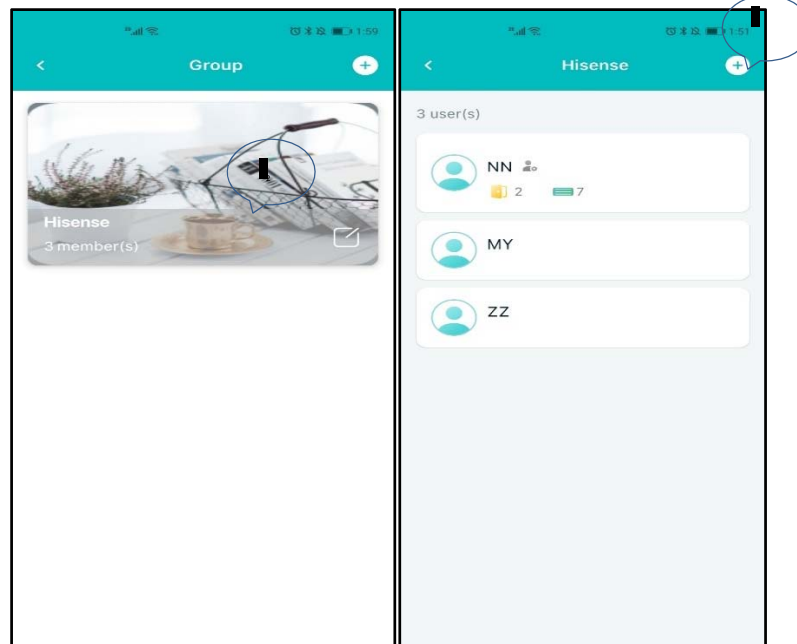 1:59
Group
Hisense
3 member(s)
1:51
Hisense
3 user(s)
NN
2
7
MY
ZZ